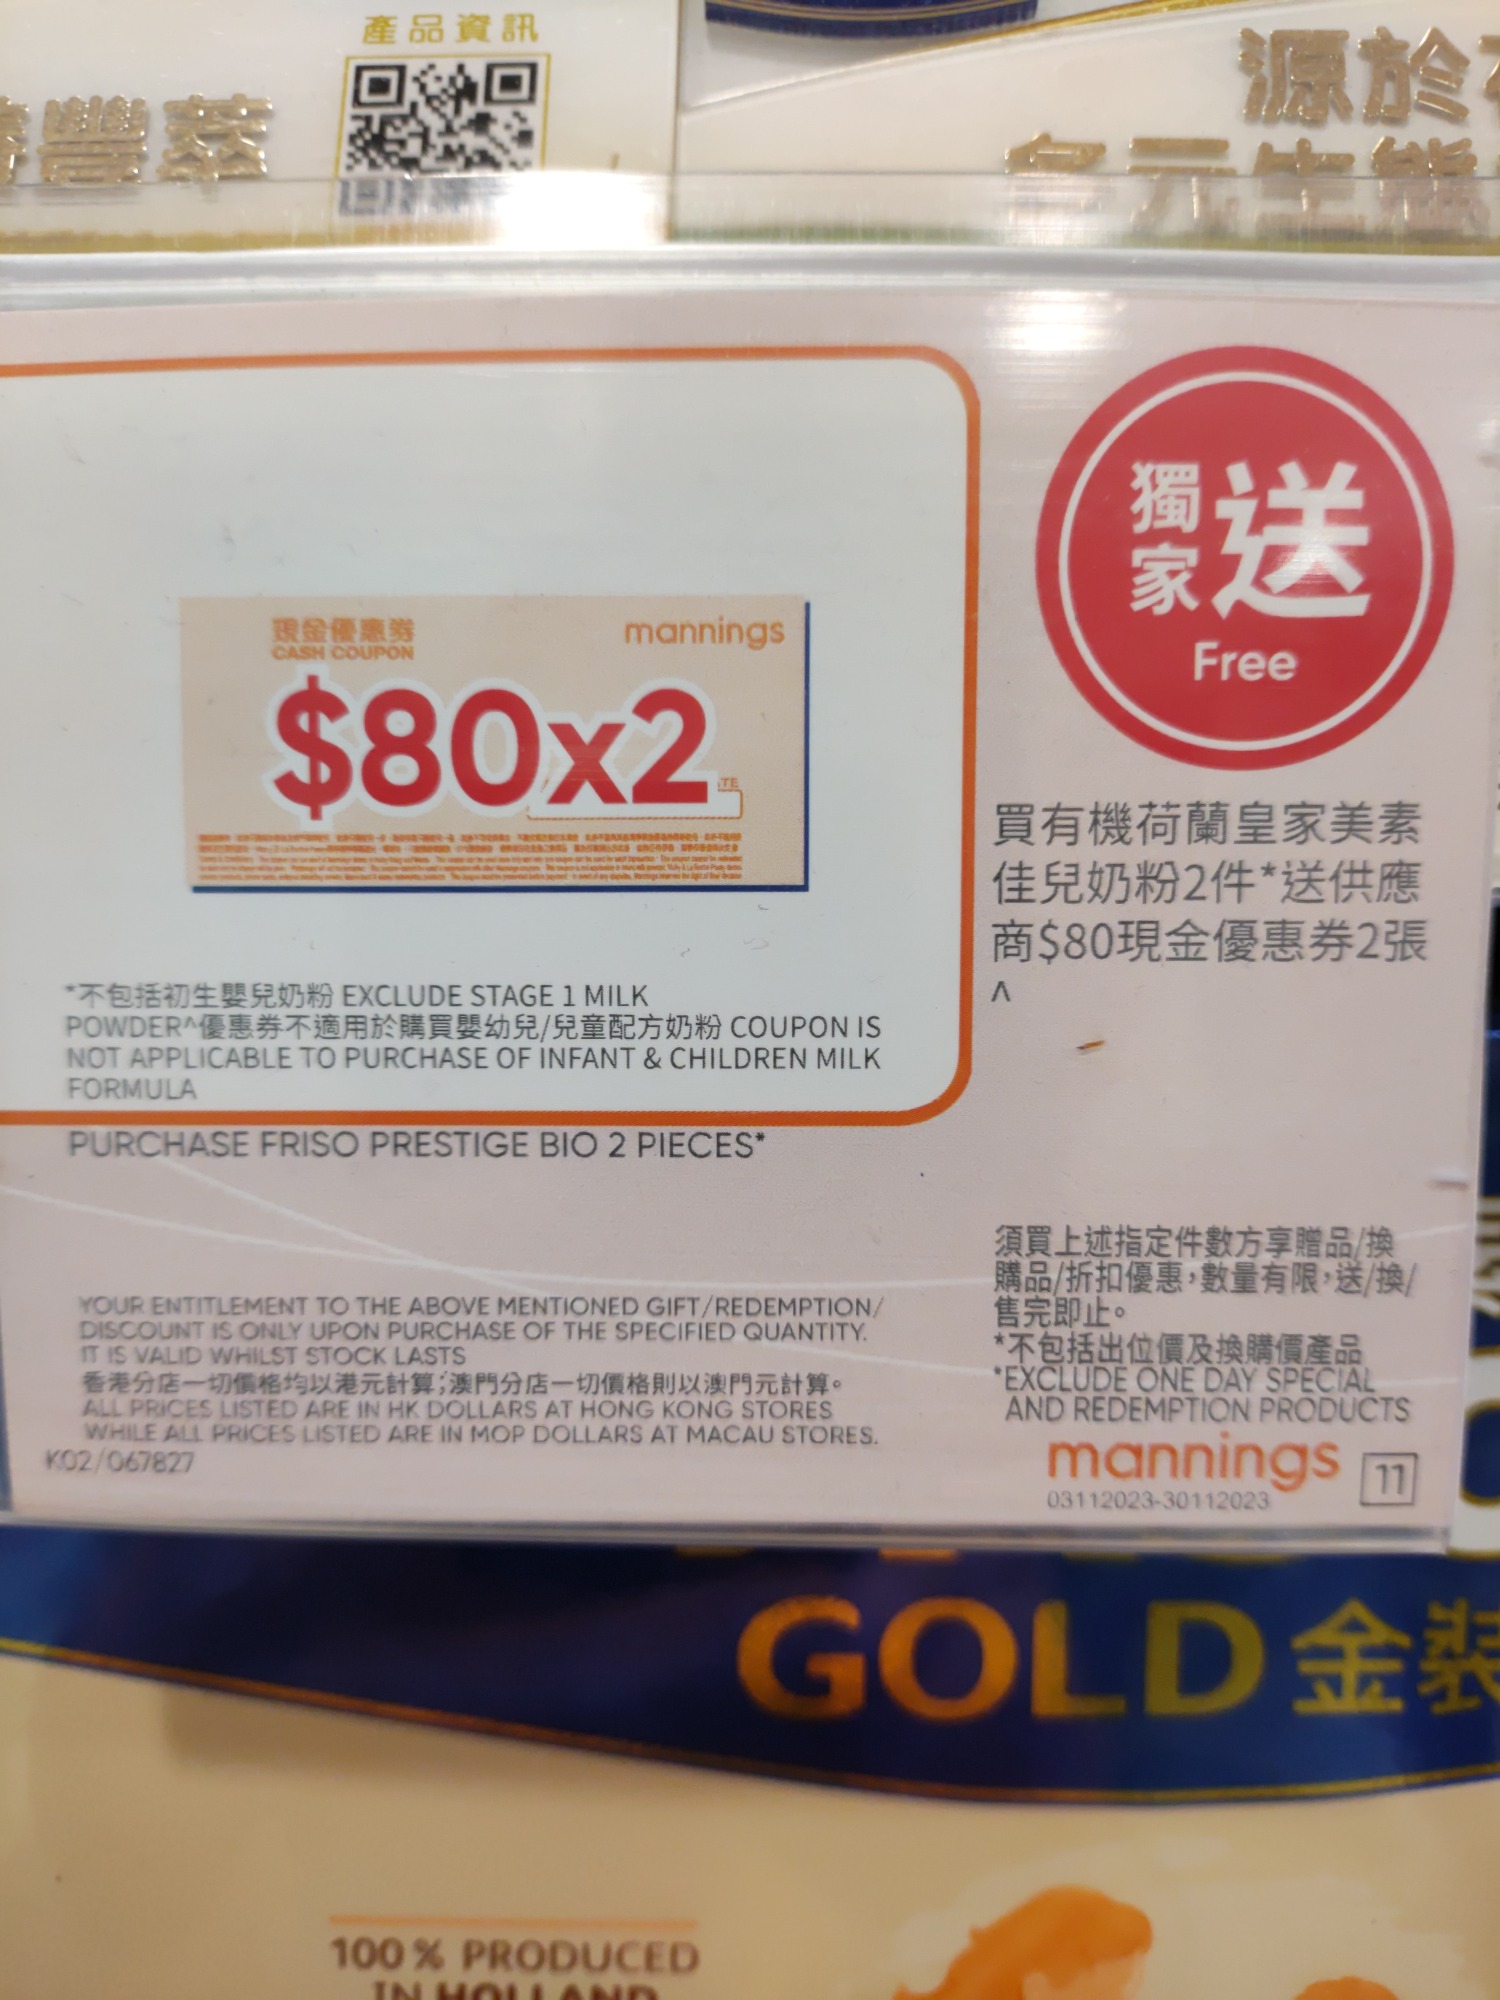 產品資訊
豐萃
源於
多元生態
現金優惠券
CASH COUPON
mannings
$80x2
獨家送
Free
買有機荷蘭皇家美素
佳兒奶粉2件*送供應
商$80現金優惠券2張
^
*不包括初生嬰兒奶粉 EXCLUDE STAGE 1 MILK
POWDER^優惠券不適用於購買嬰幼兒/兒童配方奶粉 COUPON IS
NOT APPLICABLE TO PURCHASE OF INFANT & CHILDREN MILK
FORMULA
PURCHASE FRISO PRESTIGE BIO 2 PIECES*
須買上述指定件數方享贈品/換
購品/折扣優惠，數量有限，送/換/
售完即止。
*不包括出位價及換購價產品
*EXCLUDE ONE DAY SPECIAL
AND REDEMPTION PRODUCTS
YOUR ENTITLEMENT TO THE ABOVE MENTIONED GIFT/REDEMPTION/
DISCOUNT IS ONLY UPON PURCHASE OF THE SPECIFIED QUANTITY.
IT IS VALID WHILST STOCK LASTS
香港分店一切價格均以港元計算；澳門分店一切價格則以澳門元計算。
ALL PRICES LISTED ARE IN HK DOLLARS AT HONG KONG STORES
WHILE ALL PRICES LISTED ARE IN MOP DOLLARS AT MACAU STORES.
K02/067827
mannings 11
03112023-30112023
GOLD 金裝
100% PRODUCED
IN HOLLAND